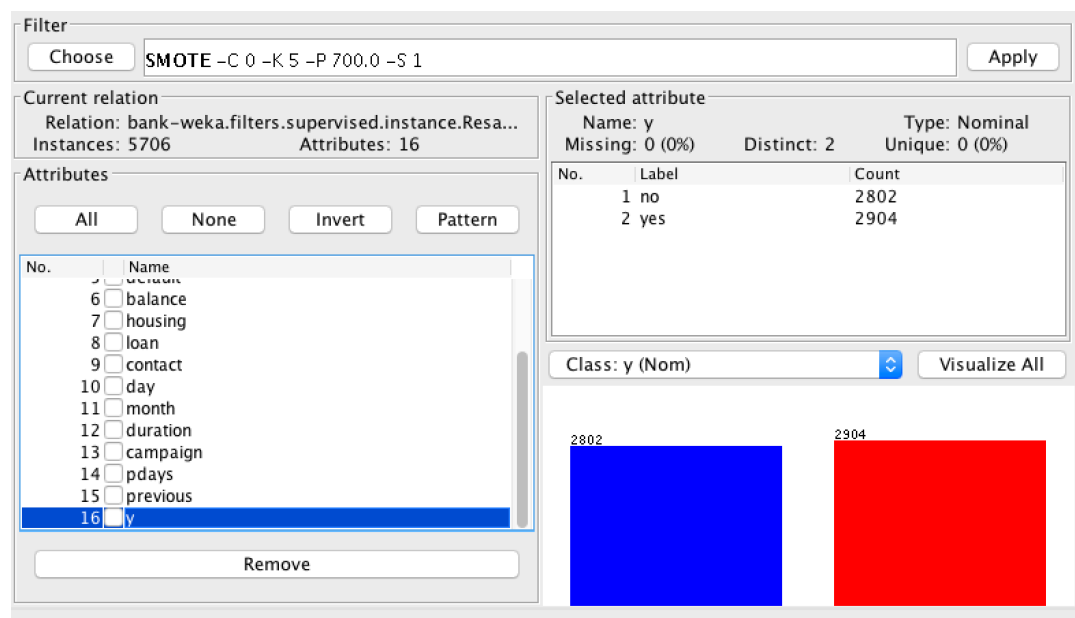 Filter
Choose SMOTE –C 0 –K 5 –P 700.0 –S 1 Apply
Current relation
Relation: bank-weka.filters.supervised.instance.Resa...
Instances: 5706 Attributes: 16
Attributes
All None Invert Pattern
No. Name
5 default
6 balance
7 housing
8 loan
9 contact
10 day
11 month
12 duration
13 campaign
14 pdays
15 previous
16 y
Remove
Selected attribute
Name: y Type: Nominal
Missing: 0 (0%) Distinct: 2 Unique: 0 (0%)
No. Label Count
1 no 2802
2 yes 2904
Class: y (Nom) Visualize All
2802 2904